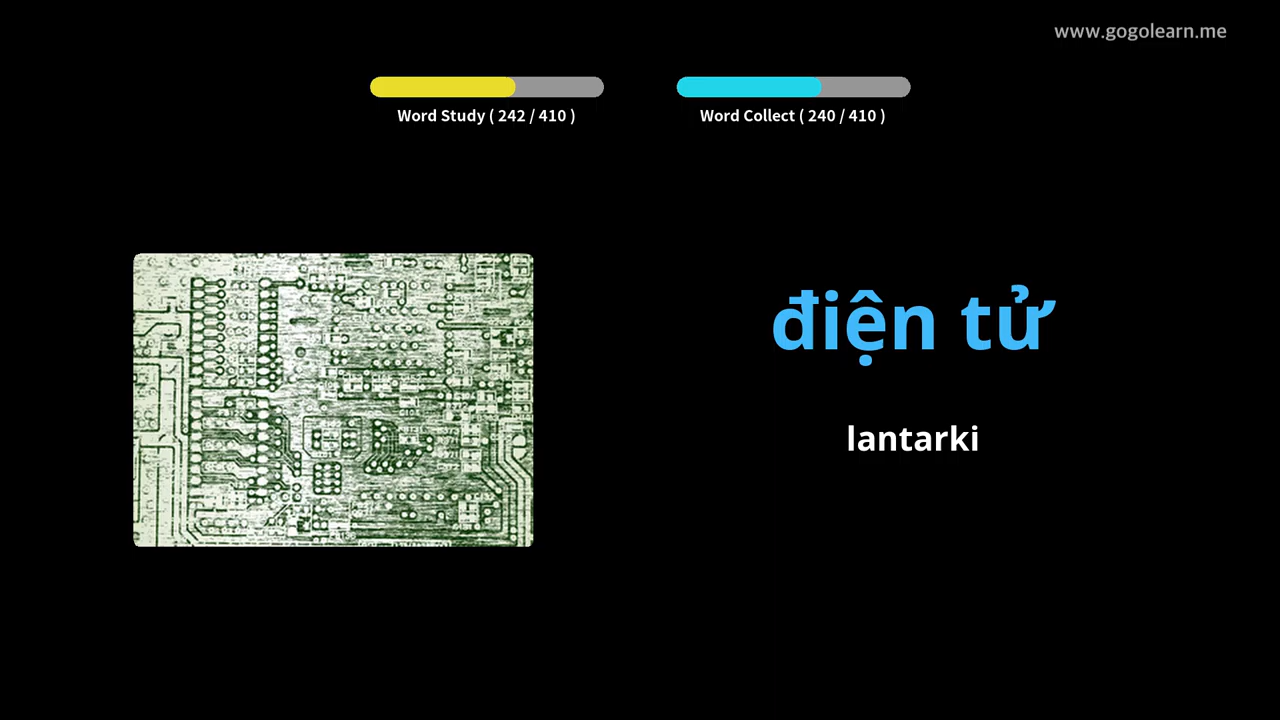 www.gogolearn.me
Word Study ( 242 / 410 )
Word Collect ( 240 / 410 )
điện tử
lantarki